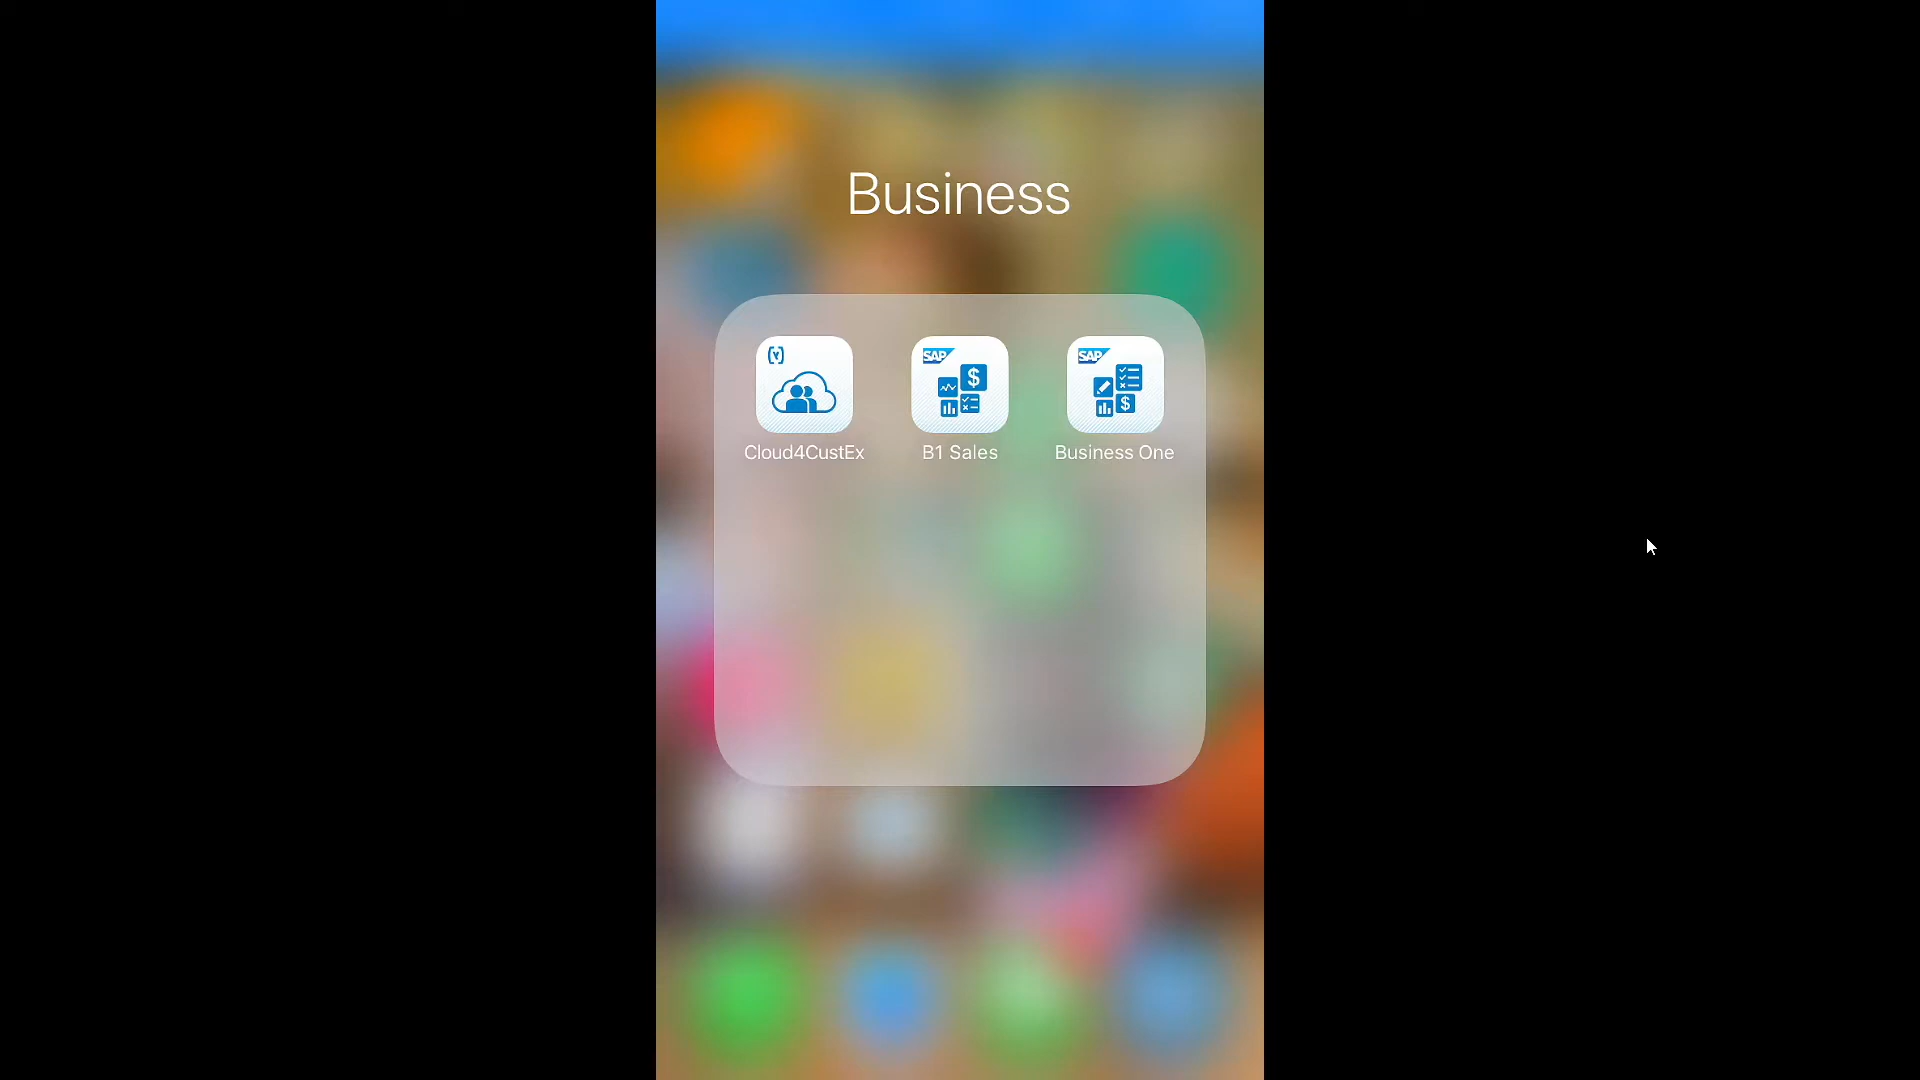 Business
SAP
$
SAP
$
Cloud4CustEx
B1 Sales
Business One